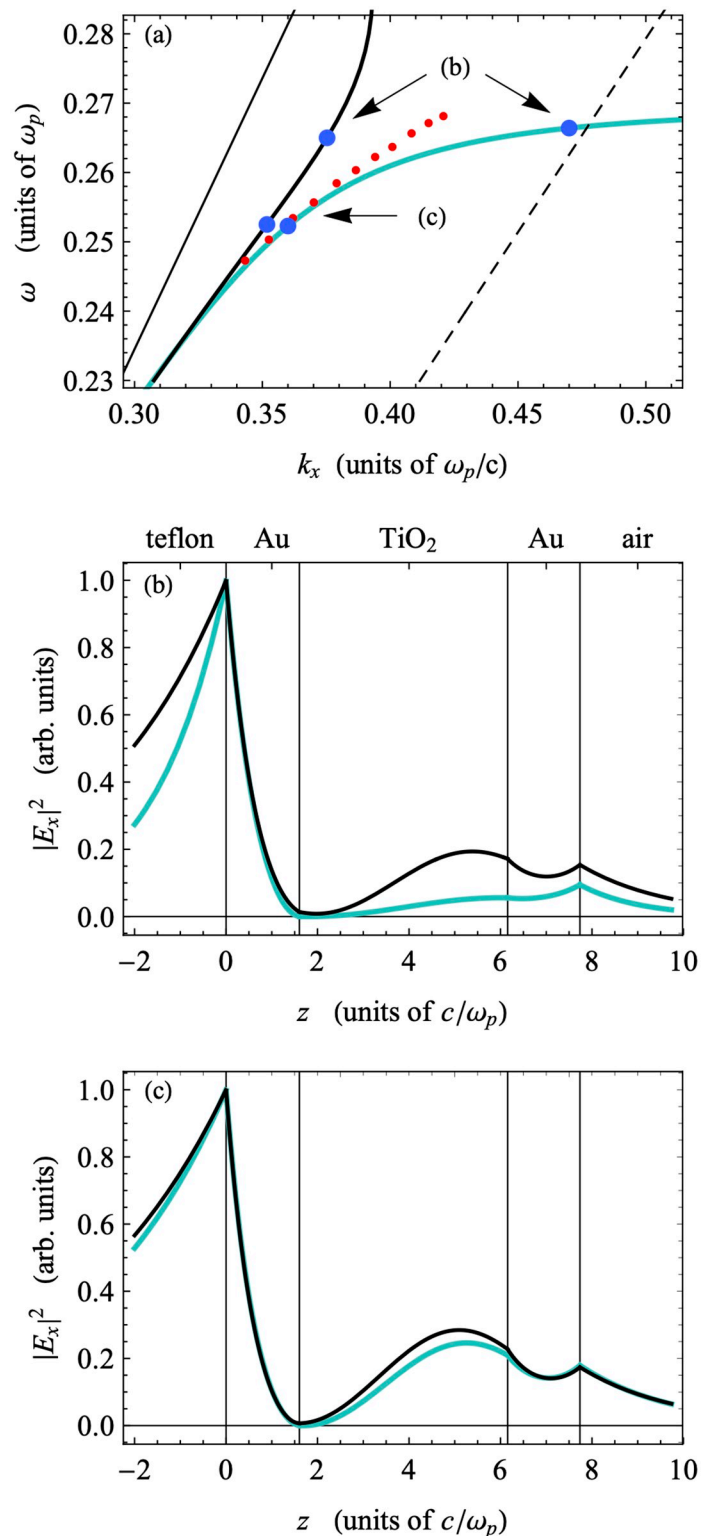 0.28
(a)
(b)
0.27
0.26
(c)
0.25
0.24
0.23
ω (units of ωp)
0.30 0.35 0.40 0.45 0.50
kx (units of ωp/c)
teflon Au TiO2 Au air
(b)
1.0
0.8
0.6
0.4
0.2
0.0
|Ex|2 (arb. units)
−2 0 2 4 6 8 10
z (units of c/ωp)
(c)
1.0
0.8
0.6
0.4
0.2
0.0
|Ex|2 (arb. units)
−2 0 2 4 6 8 10
z (units of c/ωp)